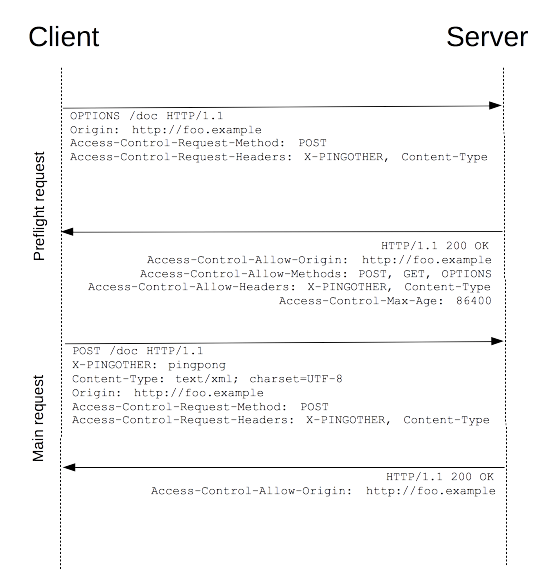 Client
Server
OPTIONS /doc HTTP/1.1
Origin: http://foo.example
Access-Control-Request-Method: POST
Access-Control-Request-Headers: X-PINGOTHER, Content-Type
Preflight request
HTTP/1.1 200 OK
Access-Control-Allow-Origin: http://foo.example
Access-Control-Allow-Methods: POST, GET, OPTIONS
Access-Control-Allow-Headers: X-PINGOTHER, Content-Type
Access-Control-Max-Age: 86400
POST /doc HTTP/1.1
X-PINGOTHER: pingpong
Content-Type: text/xml; charset=UTF-8
Origin: http://foo.example
Access-Control-Request-Method: POST
Access-Control-Request-Headers: X-PINGOTHER, Content-Type
Main request
HTTP/1.1 200 OK
Access-Control-Allow-Origin: http://foo.example